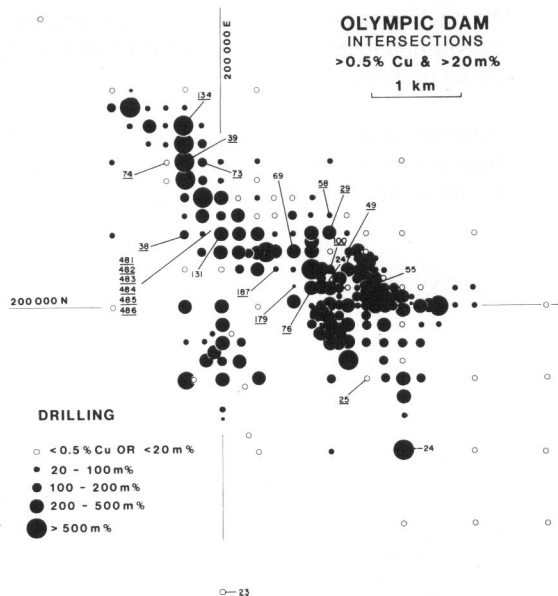 OLYMPIC DAM
INTERSECTIONS
>0.5% Cu & >20m%
1 km
200 000 E
134
39
74
73
69
58
29
49
38
100
247
55
481
482
483
484
485
486
131
187
179
76
200 000 N
25
24
DRILLING
<0.5% Cu OR <20m%
20 - 100m%
100 - 200m%
200 - 500m%
> 500m%
23